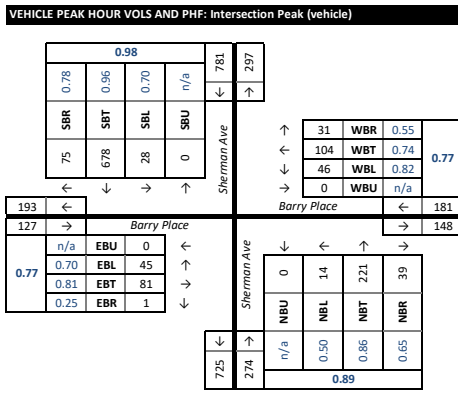 VEHICLE PEAK HOUR VOLS AND PHF: Intersection Peak (vehicle)
0.98 781 297
0.78 0.96 0.70 n/a ↓ ↑
SBR SBT SBL SBU Sherman Ave
75 678 28 0
← ↓ → ↑
↑ 31 WBR 0.55
← 104 WBT 0.74 0.77
↓ 46 WBL 0.82
→ 0 WBU n/a
193 ← Barry Place ← 181
127 → Barry Place → 148
n/a EBU 0 ←
0.77 0.70 EBL 45 ↑
0.81 EBT 81 →
0.25 EBR 1 ↓
Sherman Ave ↓ ← ↑ →
0 14 221 39
NBU NBL NBT NBR
↓ ↑ n/a 0.50 0.86 0.65
725 274 0.89